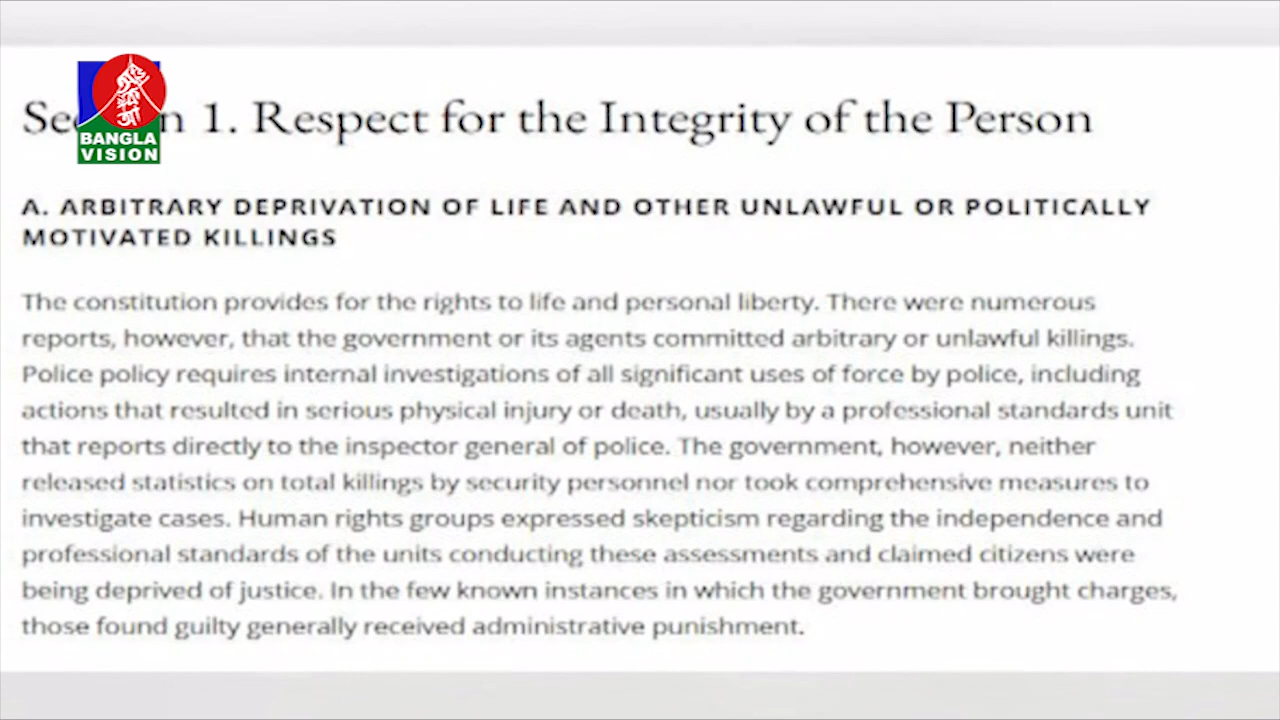 Section 1. Respect for the Integrity of the Person
BANGLA
VISION
A. ARBITRARY DEPRIVATION OF LIFE AND OTHER UNLAWFUL OR POLITICALLY
MOTIVATED KILLINGS
The constitution provides for the rights to life and personal liberty. There were numerous
reports, however, that the government or its agents committed arbitrary or unlawful killings.
Police policy requires internal investigations of all significant uses of force by police, including
actions that resulted in serious physical injury or death, usually by a professional standards unit
that reports directly to the inspector general of police. The government, however, neither
released statistics on total killings by security personnel nor took comprehensive measures to
investigate cases. Human rights groups expressed skepticism regarding the independence and
professional standards of the units conducting these assessments and claimed citizens were
being deprived of justice. In the few known instances in which the government brought charges,
those found guilty generally received administrative punishment.